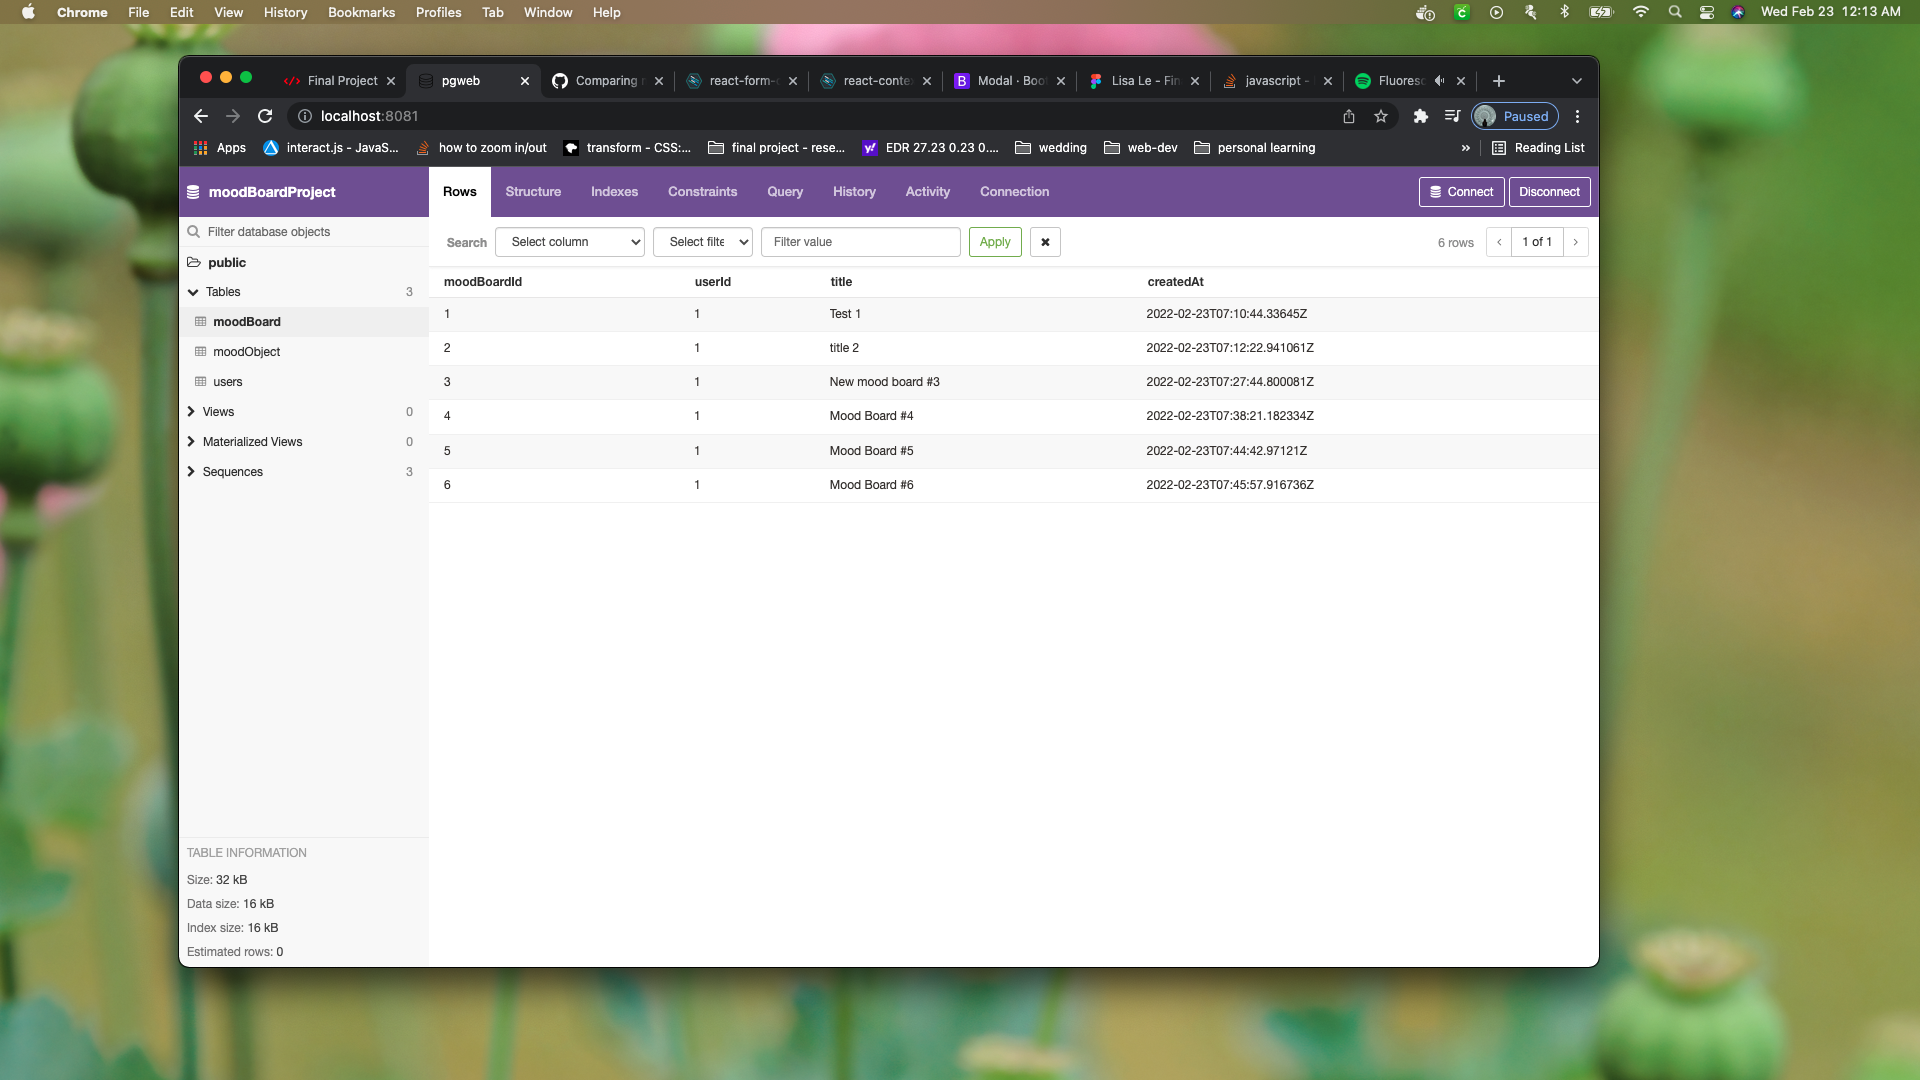 Chrome File Edit View History Bookmarks Profiles Tab Window Help Wed Feb 23 12:13 AM
</> Final Project pgweb Comparing react-form- react-conte Modal · Boo Lisa Le - Fin javascript - Fluoresc
localhost:8081 Paused
Apps interact.js - JavaS... how to zoom in/out transform - CSS:... final project - rese... EDR 27.23 0.23 0.... wedding web-dev personal learning » Reading List
moodBoardProject Rows Structure Indexes Constraints Query History Activity Connection Connect Disconnect
Filter database objects
Search Select column Select filte Filter value Apply 6 rows 1 of 1
public
Tables 3
moodBoard
moodObject
users
Views 0
Materialized Views 0
Sequences 3
moodBoardId userId title createdAt
1 1 Test 1 2022-02-23T07:10:44.33645Z
2 1 title 2 2022-02-23T07:12:22.941061Z
3 1 New mood board #3 2022-02-23T07:27:44.800081Z
4 1 Mood Board #4 2022-02-23T07:38:21.182334Z
5 1 Mood Board #5 2022-02-23T07:44:42.97121Z
6 1 Mood Board #6 2022-02-23T07:45:57.916736Z
TABLE INFORMATION
Size: 32 kB
Data size: 16 kB
Index size: 16 kB
Estimated rows: 0